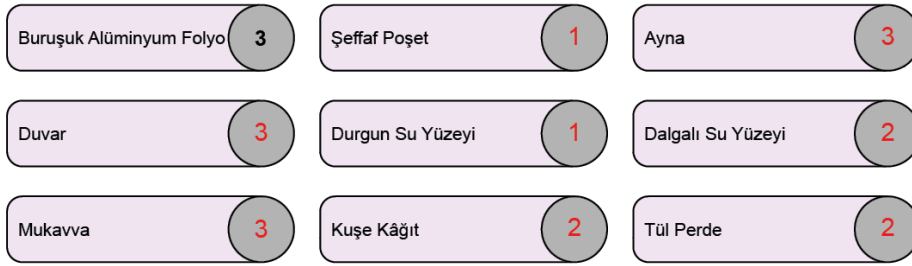 Buruşuk Alüminyum Folyo 3
Şeffaf Poşet 1
Ayna 3
Duvar 3
Durgun Su Yüzeyi 1
Dalgalı Su Yüzeyi 2
Mukavva 3
Kuşe Kâğıt 2
Tül Perde 2